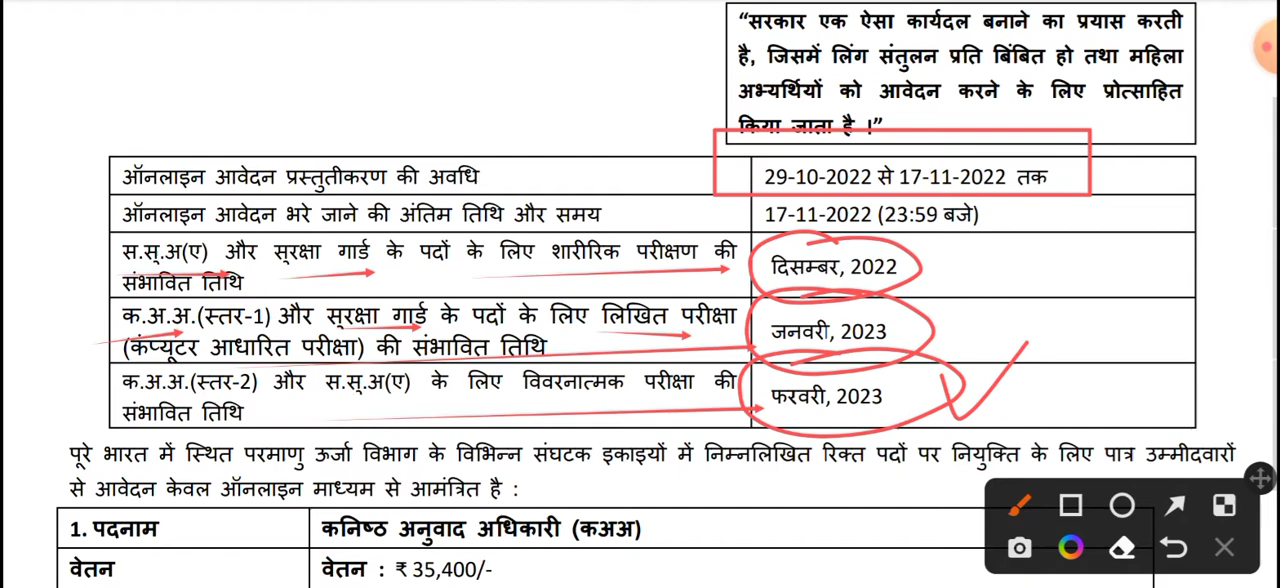 “सरकार एक ऐसा कार्यदल बनाने का प्रयास करती
है, जिसमें लिंग संतुलन प्रति बिंबित हो तथा महिला
अभ्यर्थियों को आवेदन करने के लिए प्रोत्साहित
किया जाता है ।”
ऑनलाइन आवेदन प्रस्तुतीकरण की अवधि 29-10-2022 से 17-11-2022 तक
ऑनलाइन आवेदन भरे जाने की अंतिम तिथि और समय 17-11-2022 (23:59 बजे)
स.सु.अ(ए) और सुरक्षा गार्ड के पदों के लिए शारीरिक परीक्षण की
संभावित तिथि
दिसम्बर, 2022
क.अ.अ.(स्तर-1) और सुरक्षा गार्ड के पदों के लिए लिखित परीक्षा
(कंप्यूटर आधारित परीक्षा) की संभावित तिथि
जनवरी, 2023
क.अ.अ.(स्तर-2) और स.सु.अ(ए) के लिए विवरनात्मक परीक्षा की
संभावित तिथि
फरवरी, 2023
पूरे भारत में स्थित परमाणु ऊर्जा विभाग के विभिन्न संघटक इकाइयों में निम्नलिखित रिक्त पदों पर नियुक्ति के लिए पात्र उम्मीदवारों
से आवेदन केवल ऑनलाइन माध्यम से आमंत्रित है :
1. पदनाम कनिष्ठ अनुवाद अधिकारी (कअअ)
वेतन वेतन : ₹ 35,400/-